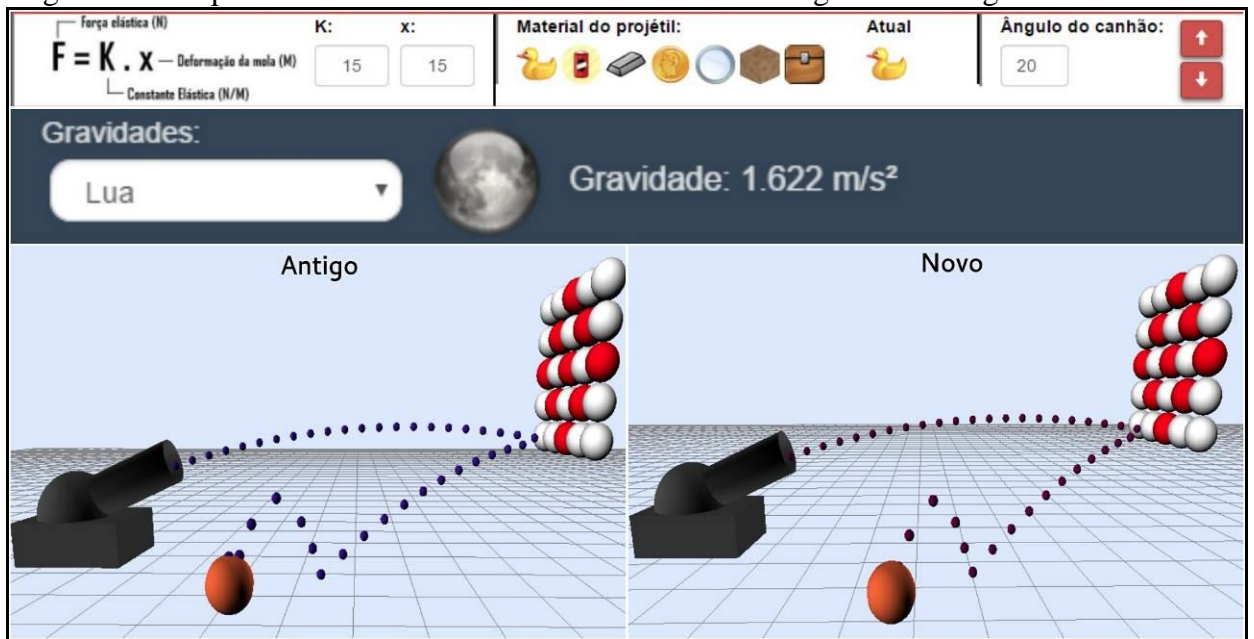 Força elástica (N)
F = K . X
Deformação da mola (M)
Constante Elástica (N/M)
K: x:
15 15
Material do projétil: Atual
Ângulo do canhão:
20
Gravidades:
Lua
Gravidade: 1.622 m/s²
Antigo
Novo